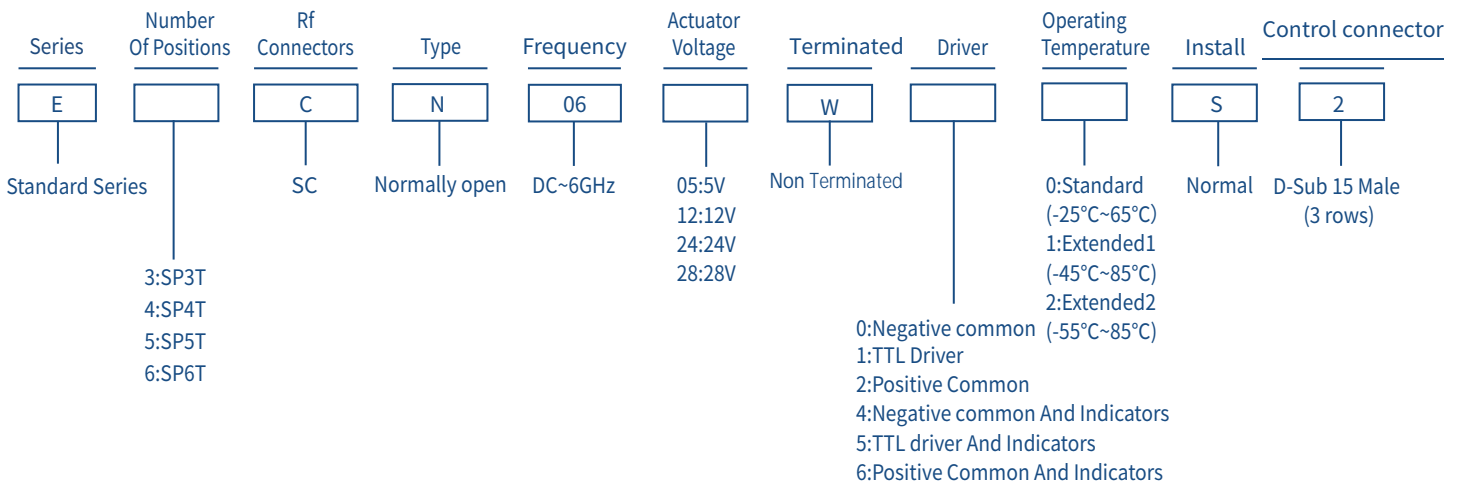 Series
Number
Of Positions
Rf
Connectors
Type
Frequency
Actuator
Voltage
Terminated
Driver
Operating
Temperature
Install
Control connector
E
C
N
06
W
S
2
Standard Series
SC
Normally open
DC~6GHz
05:5V
12:12V
24:24V
28:28V
Non Terminated
0:Standard
(-25°C~65°C)
1:Extended1
(-45°C~85°C)
2:Extended2
(-55°C~85°C)
Normal
D-Sub 15 Male
(3 rows)
3:SP3T
4:SP4T
5:SP5T
6:SP6T
0:Negative common
1:TTL Driver
2:Positive Common
4:Negative common And Indicators
5:TTL driver And Indicators
6:Positive Common And Indicators